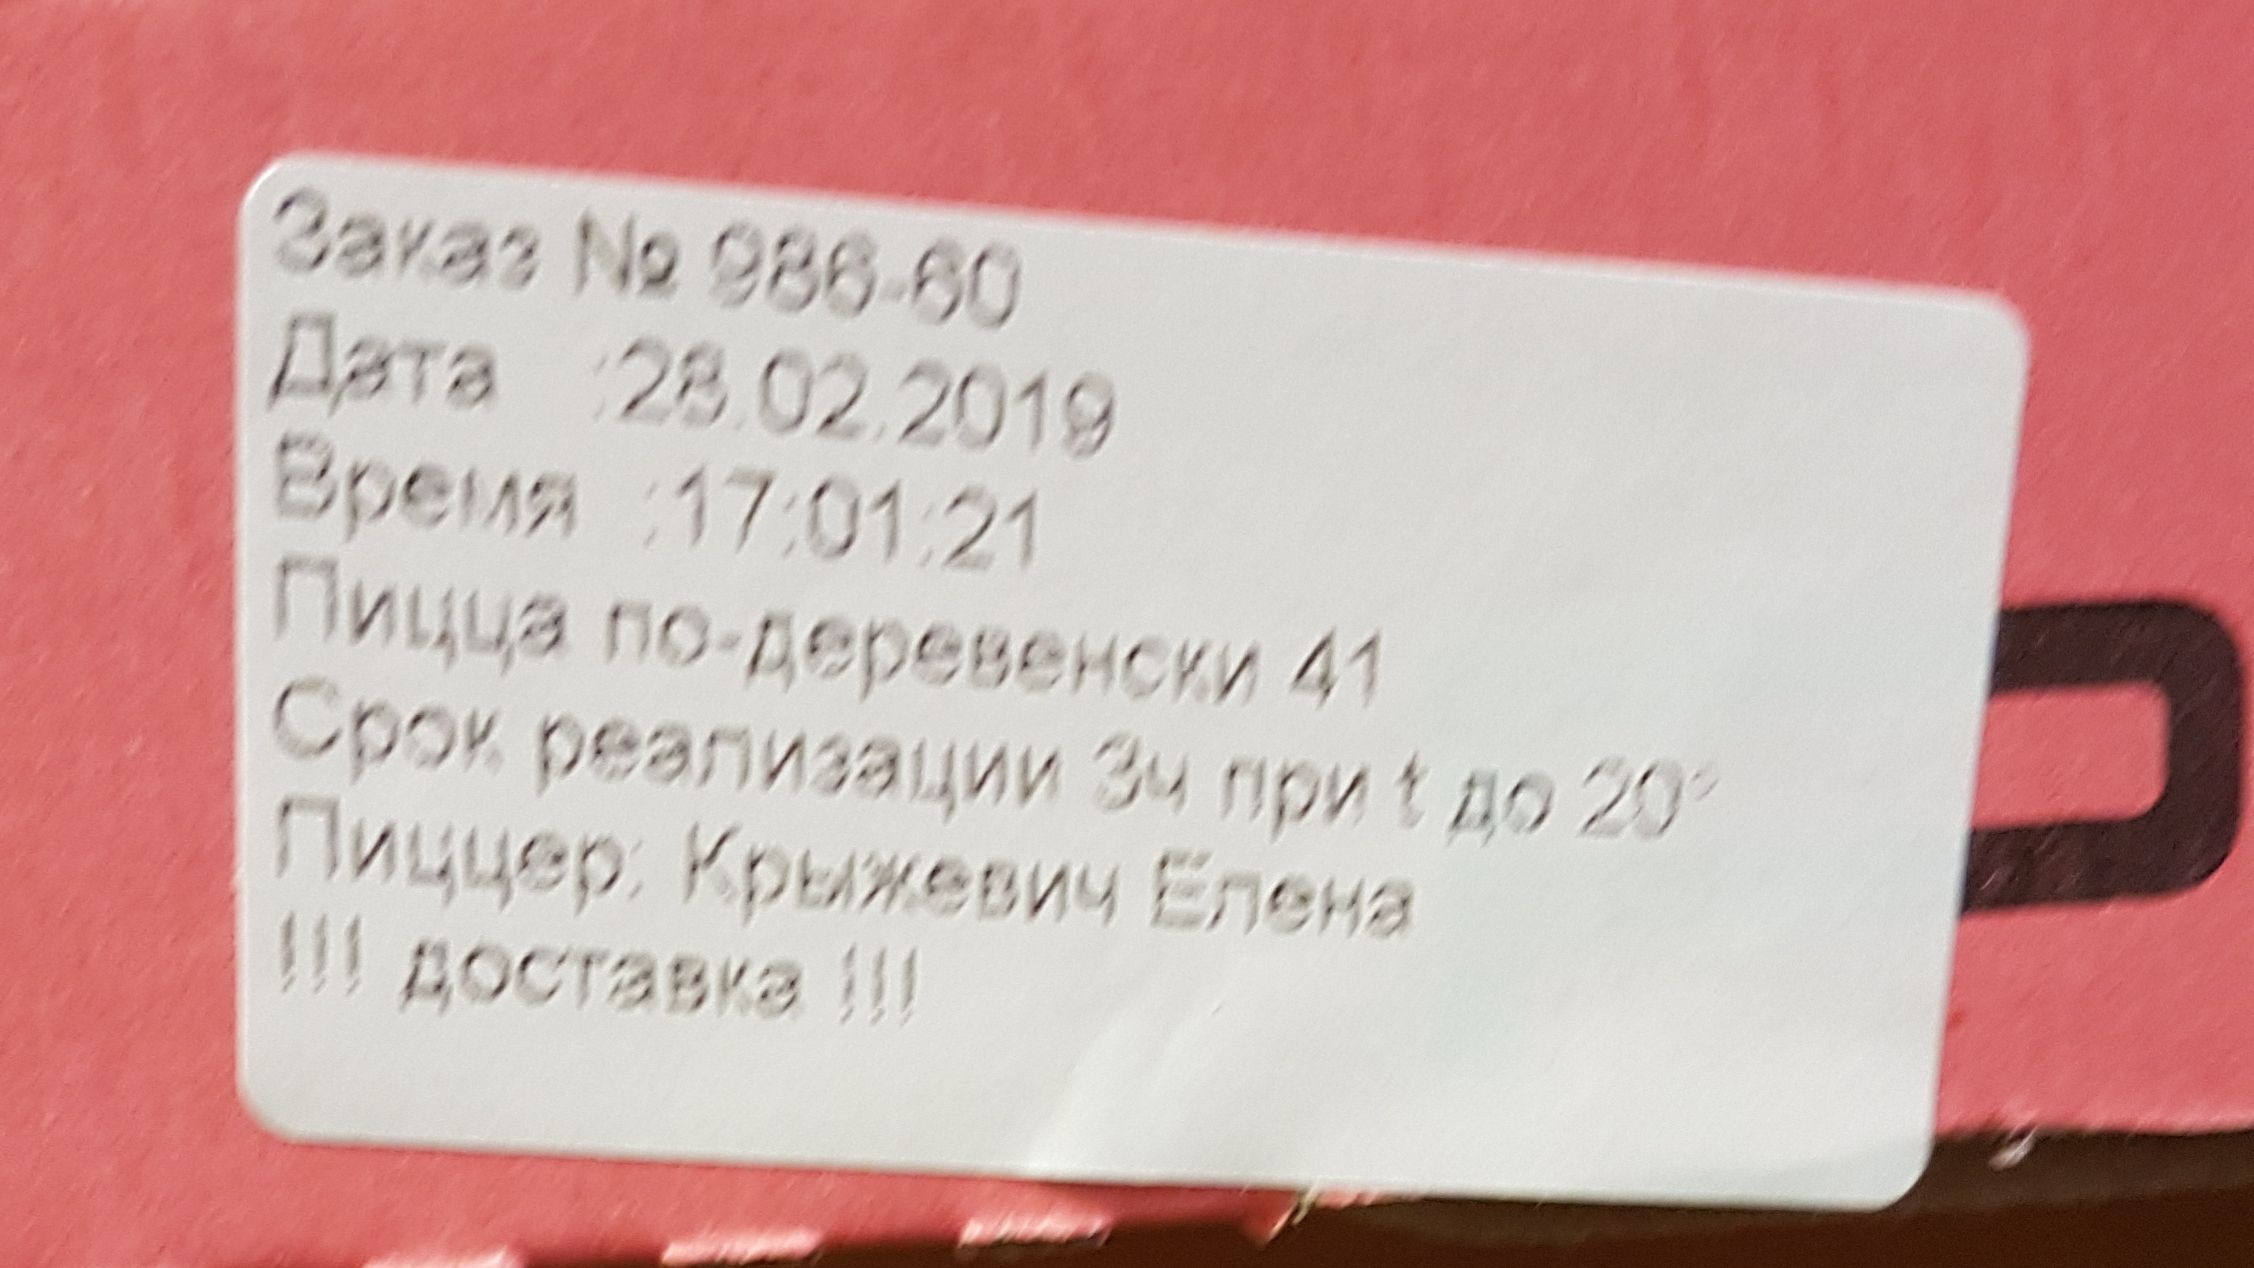 Заказ № 986-60
Дата :28.02.2019
Время :17:01:21
Пицца по-деревенски 41
Срок реализации 3ч при t до 20°
Пиццер: Крыжевич Елена
!!! доставка !!!